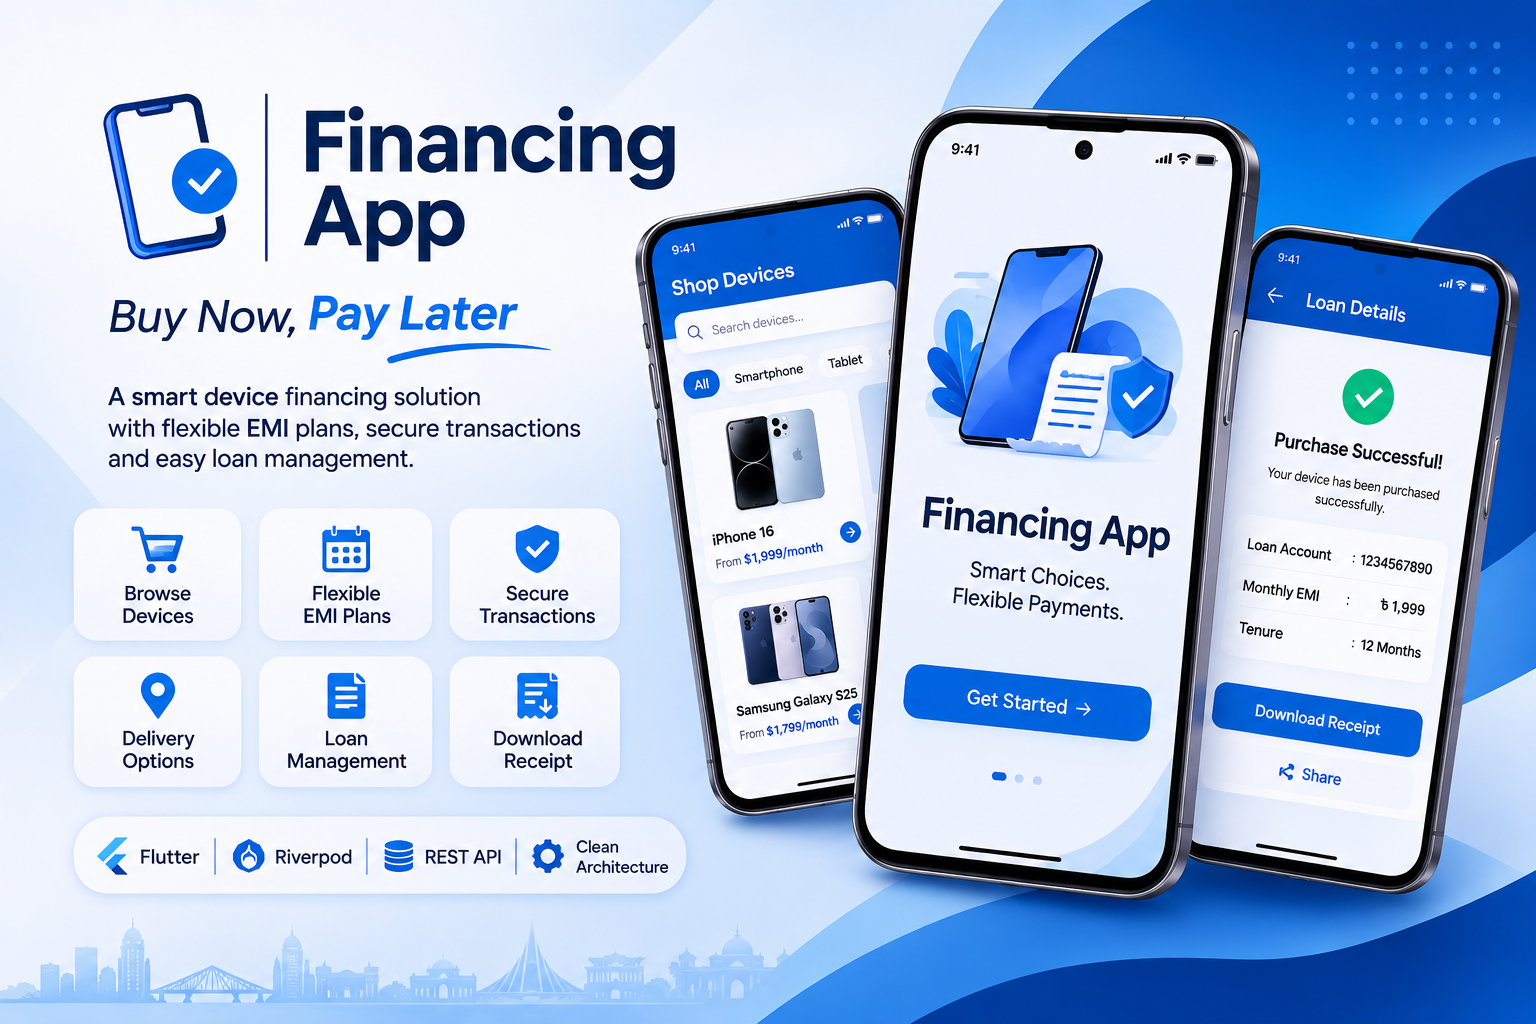 Financing
App
Buy Now, Pay Later
A smart device financing solution
with flexible EMI plans, secure transactions
and easy loan management.
Browse
Devices
Flexible
EMI Plans
Secure
Transactions
Delivery
Options
Loan
Management
Download
Receipt
Flutter
Riverpod
REST API
Clean
Architecture
9:41
Shop Devices
Search devices...
All
Smartphone
Tablet
iPhone 16
From $1,999/month
Samsung Galaxy S25
From $1,799/month
9:41
Financing App
Smart Choices.
Flexible Payments.
Get Started →
9:41
← Loan Details
Purchase Successful!
Your device has been purchased
successfully.
Loan Account : 1234567890
Monthly EMI : ৳ 1,999
Tenure : 12 Months
Download Receipt
Share